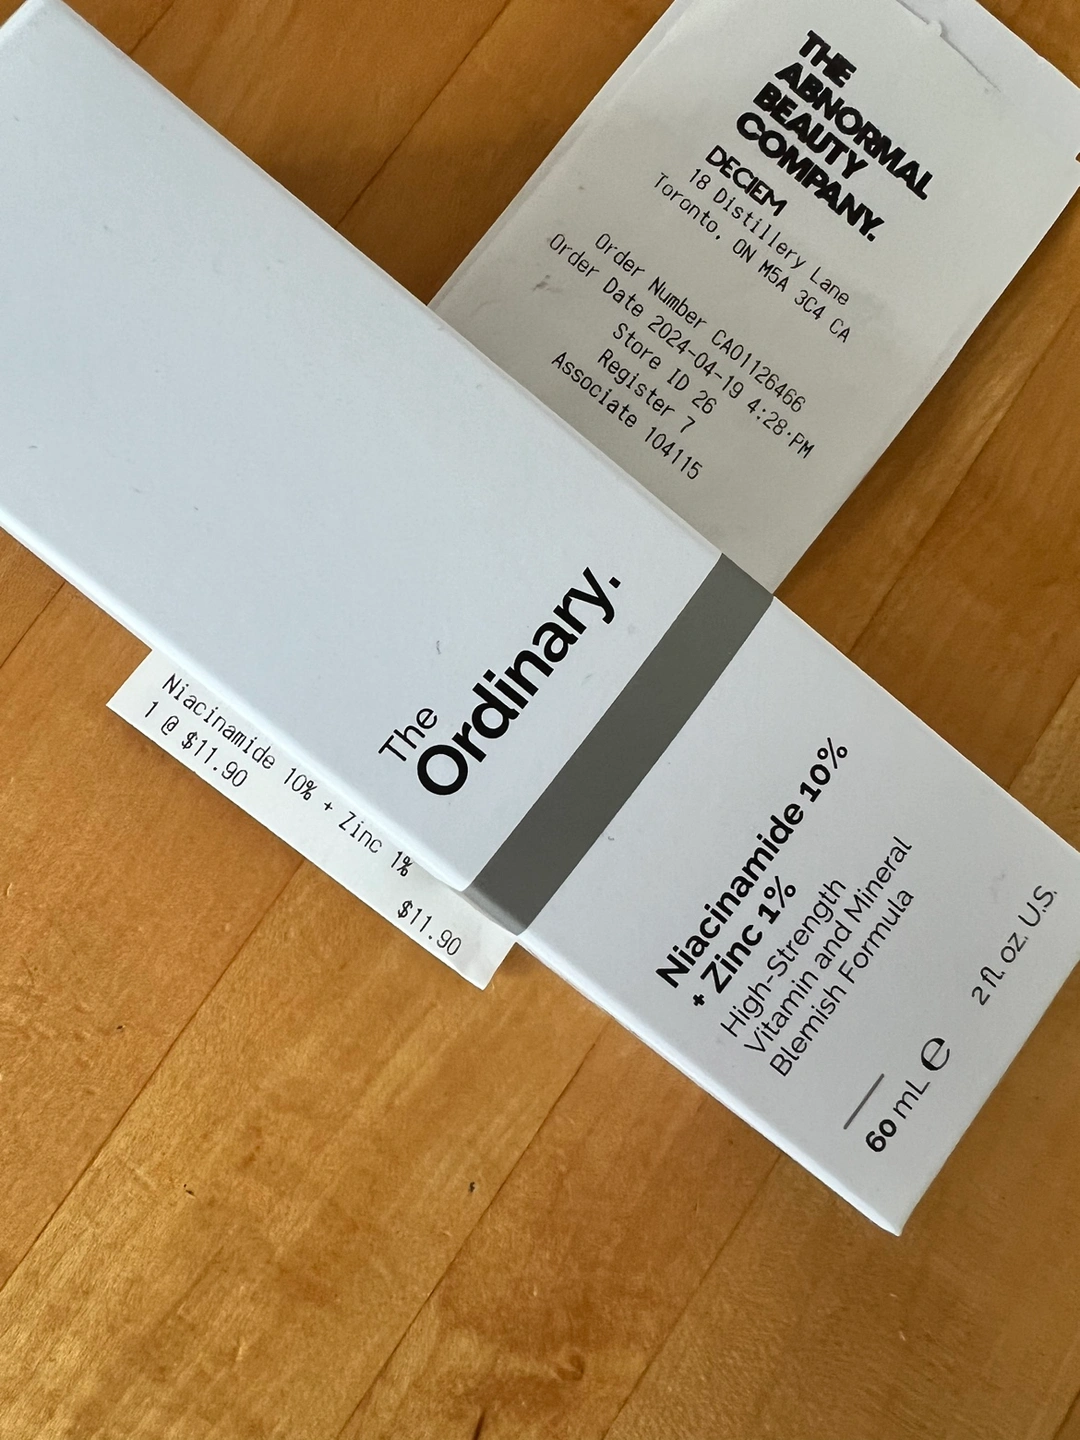 THE
ABNORMAL
BEAUTY
COMPANY.
DECIEM
18 Distillery Lane
Toronto, ON M5A 3C4 CA
Order Number CA01126466
Order Date 2024-04-19 4:28 PM
Store ID 26
Register 7
Associate 104115
The
Ordinary.
Niacinamide 10%
+ Zinc 1%
High-Strength
Vitamin and Mineral
Blemish Formula
60 mL e 2 fl. oz. U.S.
Niacinamide 10% + Zinc 1%
1 @ $11.90
$11.90